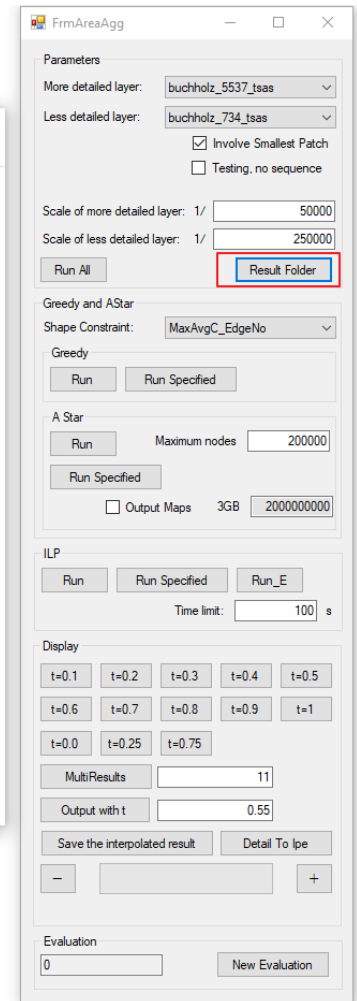 FrmAreaAgg
Parameters
More detailed layer: buchholz_5537_tsas
Less detailed layer: buchholz_734_tsas
Involve Smallest Patch
Testing, no sequence
Scale of more detailed layer: 1/ 50000
Scale of less detailed layer: 1/ 250000
Run All Result Folder
Greedy and AStar
Shape Constraint: MaxAvgC_EdgeNo
Greedy
Run Run Specified
A Star
Run Maximum nodes 200000
Run Specified
Output Maps 3GB 2000000000
ILP
Run Run Specified Run_E
Time limit: 100 s
Display
t=0.1 t=0.2 t=0.3 t=0.4 t=0.5
t=0.6 t=0.7 t=0.8 t=0.9 t=1
t=0.0 t=0.25 t=0.75
MultiResults 11
Output with t 0.55
Save the interpolated result Detail To Ipe
− +
Evaluation
0 New Evaluation